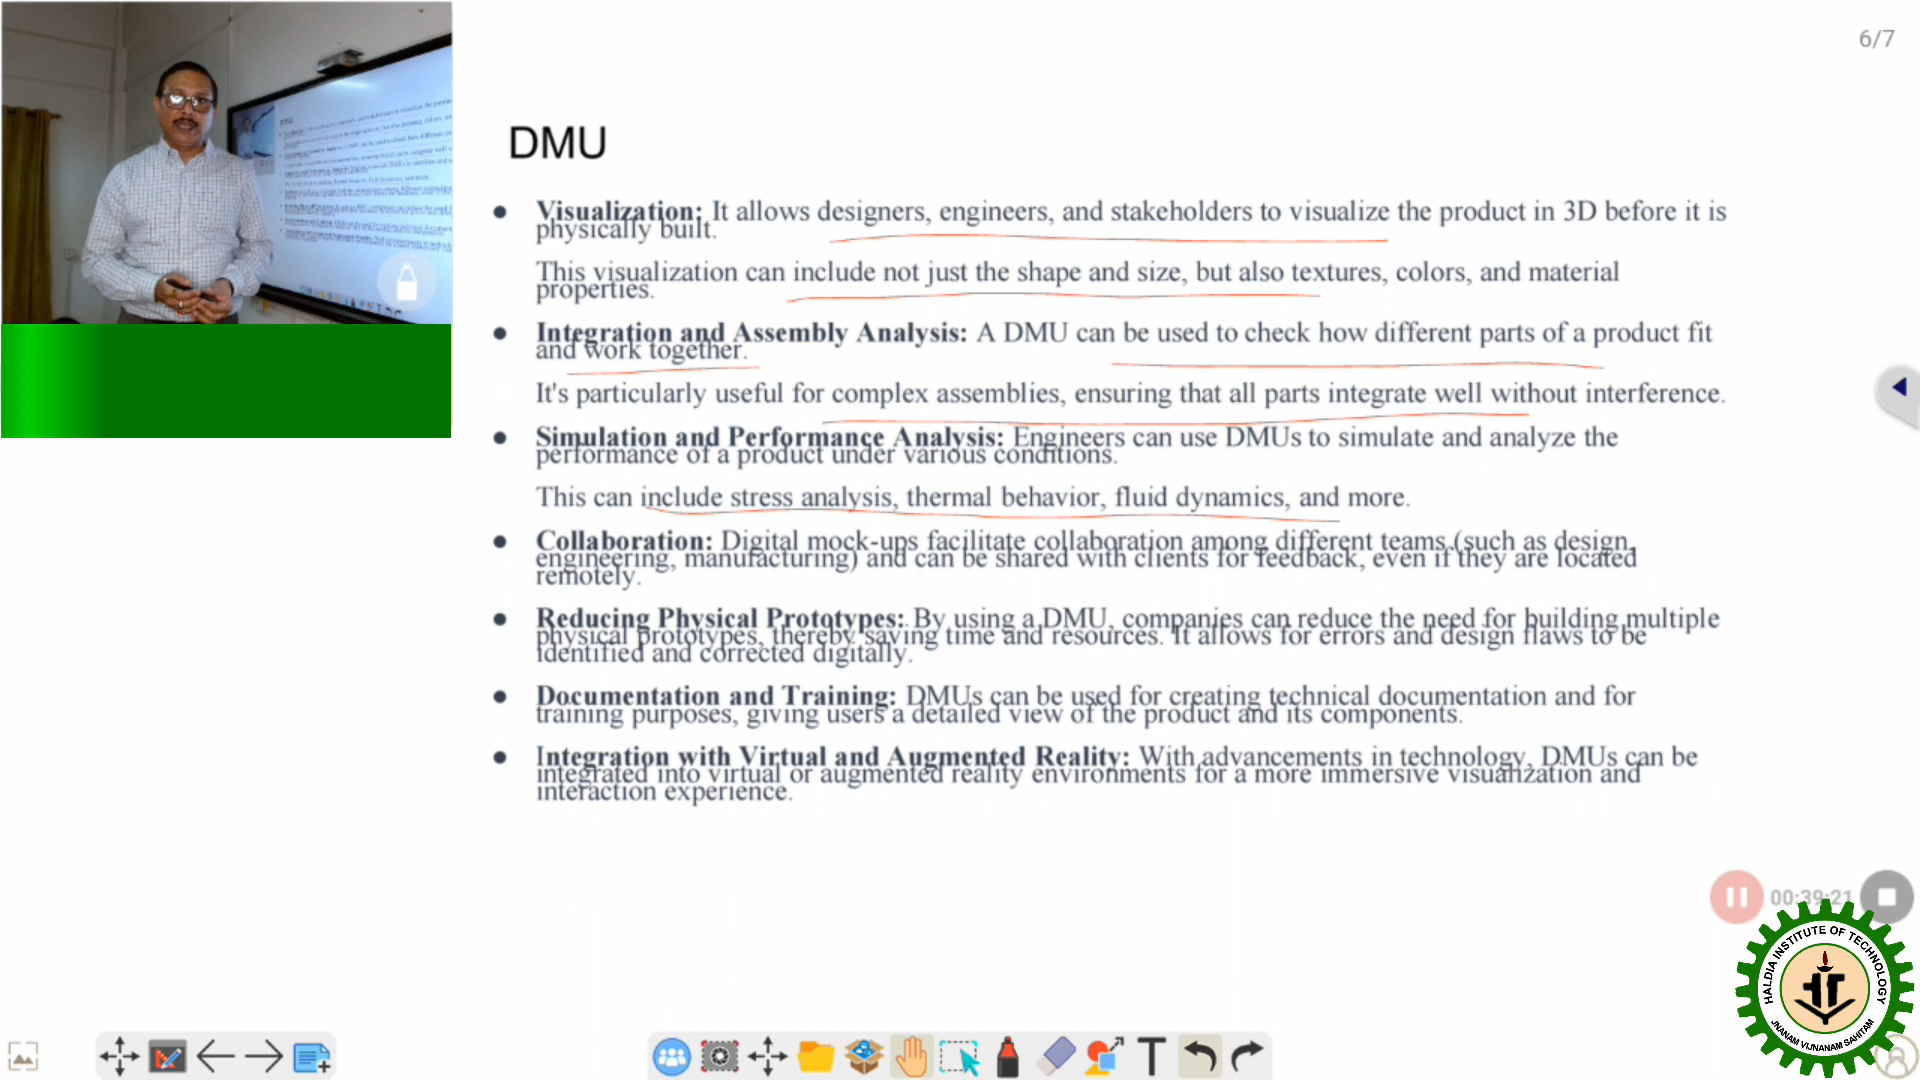 6/7
DMU
● Visualization: It allows designers, engineers, and stakeholders to visualize the product in 3D before it is
physically built.
This visualization can include not just the shape and size, but also textures, colors, and material
properties.
● Integration and Assembly Analysis: A DMU can be used to check how different parts of a product fit
and work together.
It's particularly useful for complex assemblies, ensuring that all parts integrate well without interference.
● Simulation and Performance Analysis: Engineers can use DMUs to simulate and analyze the
performance of a product under various conditions.
This can include stress analysis, thermal behavior, fluid dynamics, and more.
● Collaboration: Digital mock-ups facilitate collaboration among different teams (such as design,
engineering, manufacturing) and can be shared with clients for feedback, even if they are located
remotely.
● Reducing Physical Prototypes: By using a DMU, companies can reduce the need for building multiple
physical prototypes, thereby saving time and resources. It allows for errors and design flaws to be
identified and corrected digitally.
● Documentation and Training: DMUs can be used for creating technical documentation and for
training purposes, giving users a detailed view of the product and its components.
● Integration with Virtual and Augmented Reality: With advancements in technology, DMUs can be
integrated into virtual or augmented reality environments for a more immersive visualization and
interaction experience.
00:39:21
HALDIA INSTITUTE OF TECHNOLOGY
JNANAM VIJNANAM SAHITAM
T